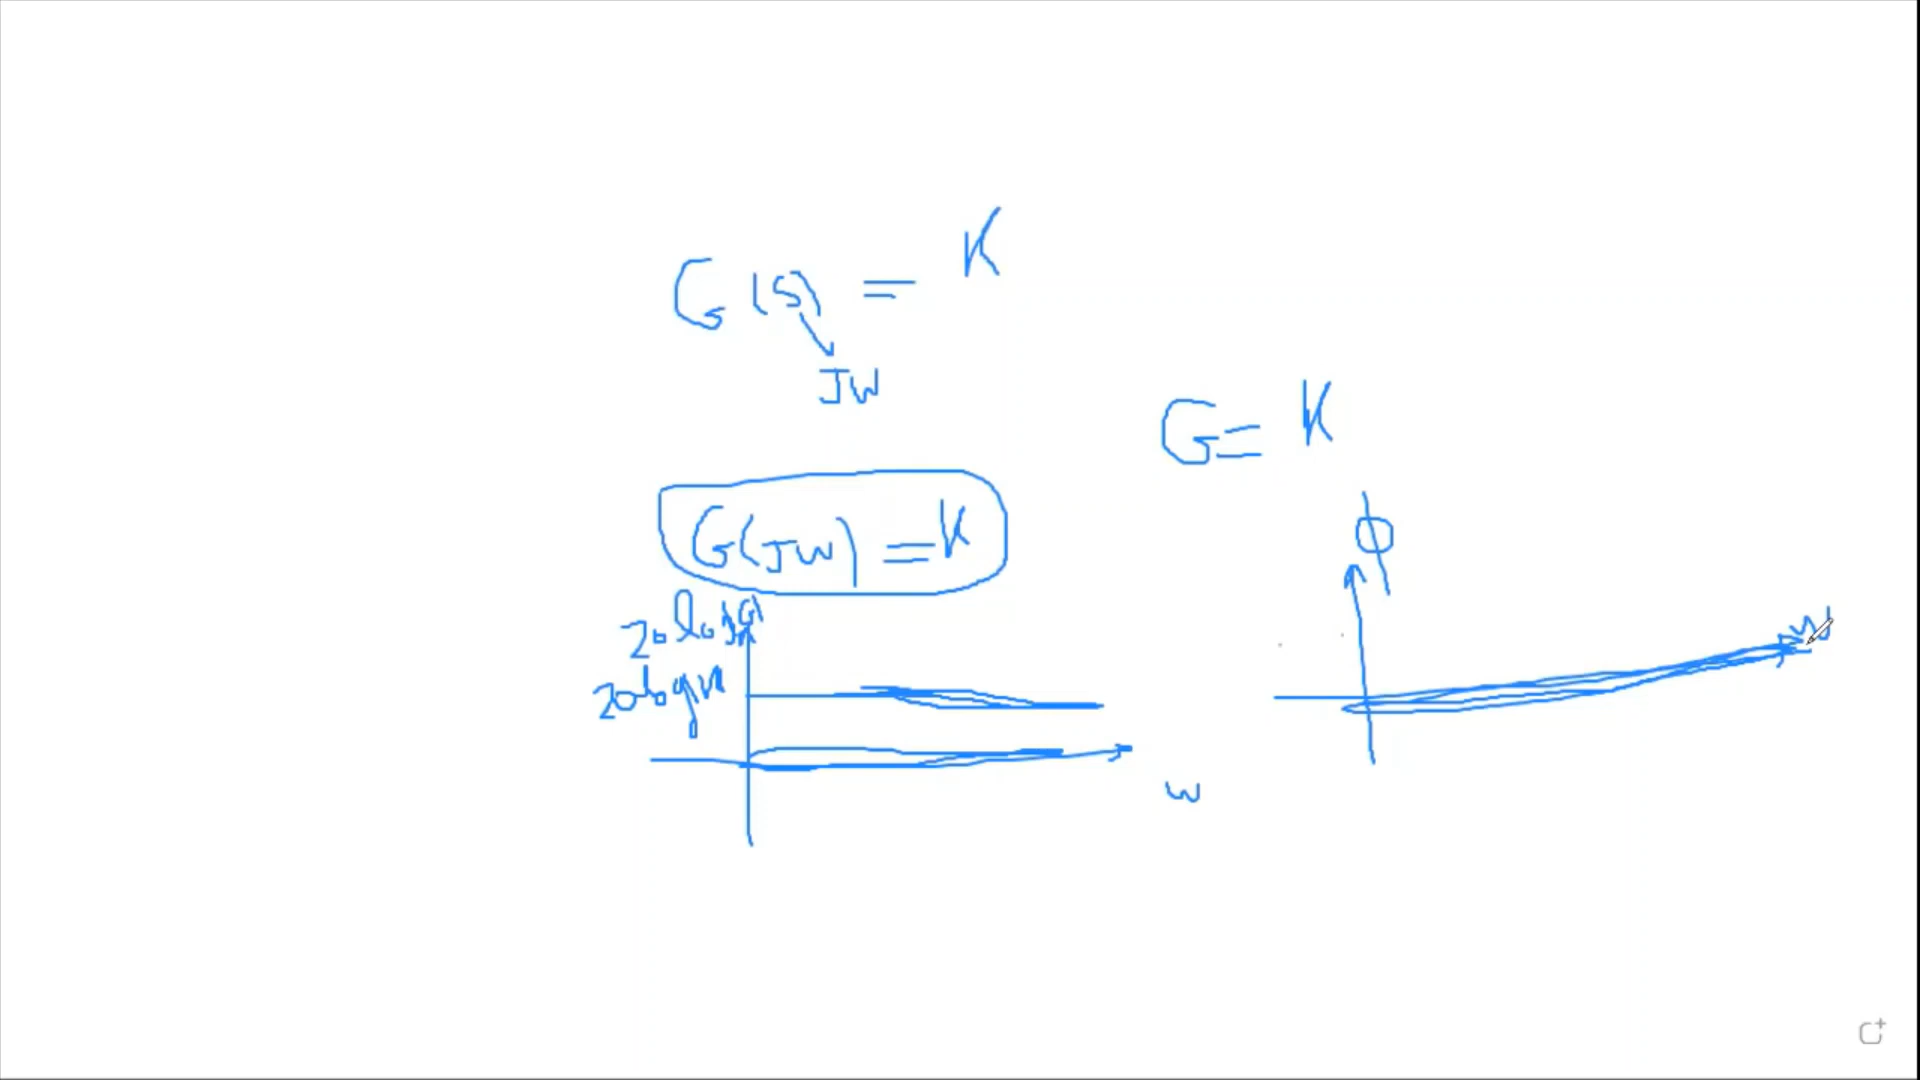 G(s) = K
JW
G = K
G(JW) = K
ϕ
20 log|G|
20 log K
W
W